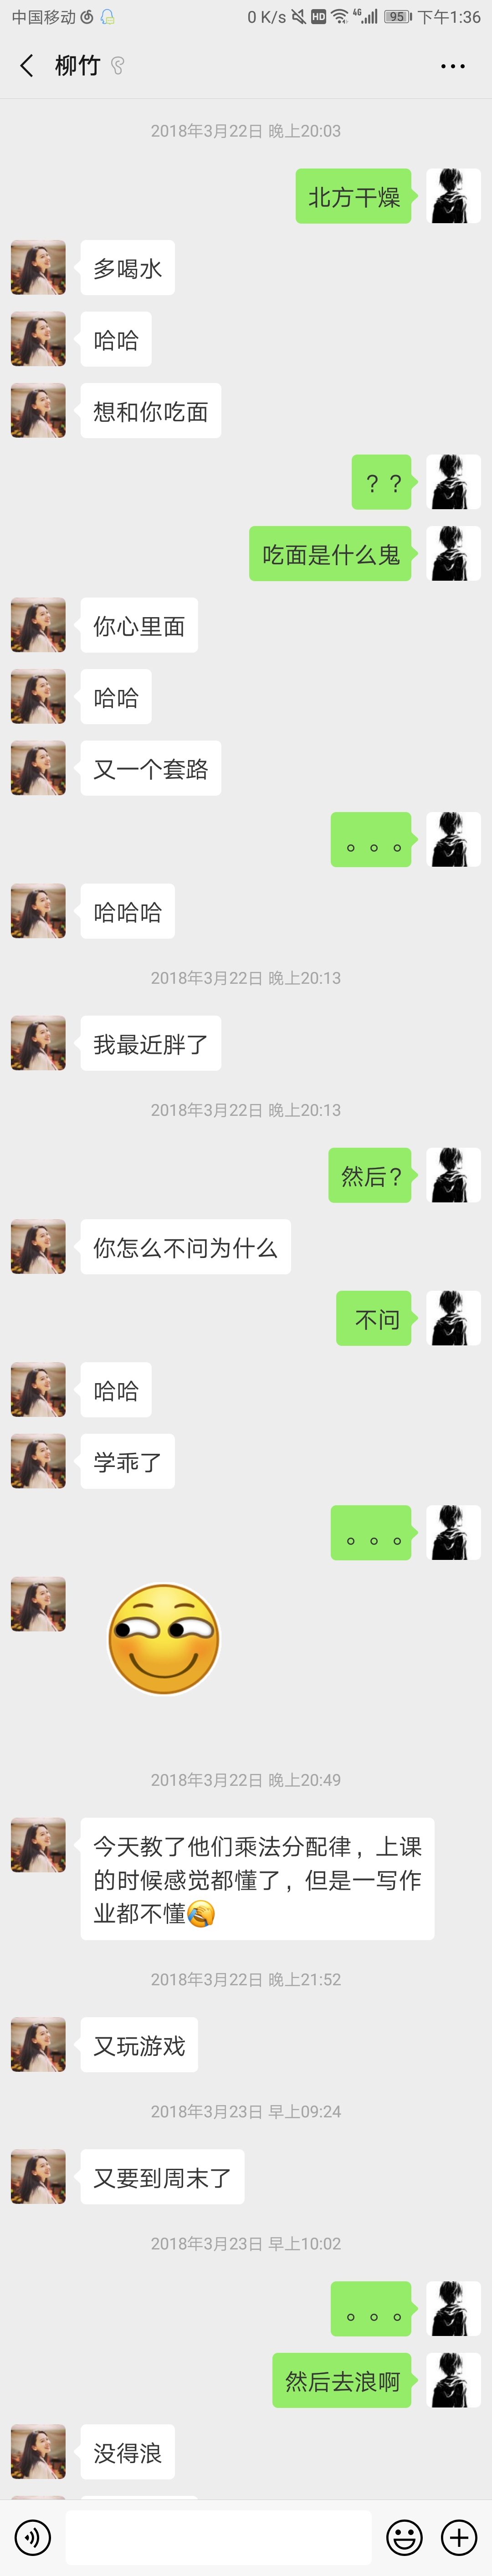 中国移动 0 K/s HD 4G 95 下午1:36
柳竹
2018年3月22日 晚上20:03
北方干燥
多喝水
哈哈
想和你吃面
？？
吃面是什么鬼
你心里面
哈哈
又一个套路
。。。
哈哈哈
2018年3月22日 晚上20:13
我最近胖了
2018年3月22日 晚上20:13
然后?
你怎么不问为什么
不问
哈哈
学乖了
。。。
2018年3月22日 晚上20:49
今天教了他们乘法分配律，上课
的时候感觉都懂了，但是一写作
业都不懂
2018年3月22日 晚上21:52
又玩游戏
2018年3月23日 早上09:24
又要到周末了
2018年3月23日 早上10:02
。。。
然后去浪啊
没得浪